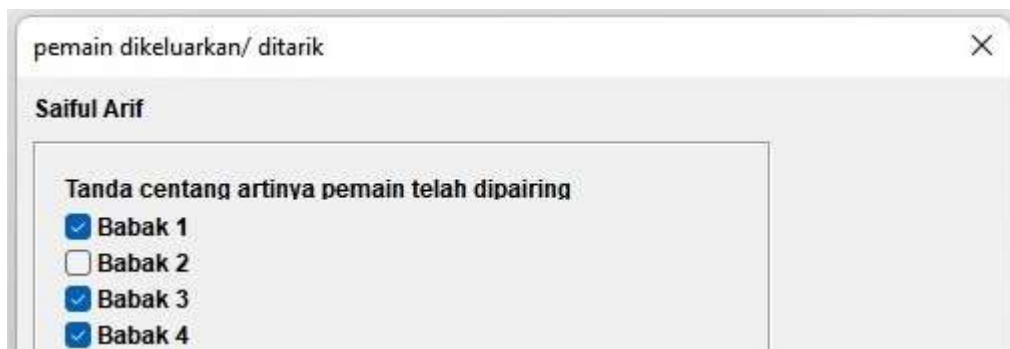 pemain dikeluarkan/ ditarik
Saiful Arif
Tanda centang artinya pemain telah dipairing
Babak 1
Babak 2
Babak 3
Babak 4